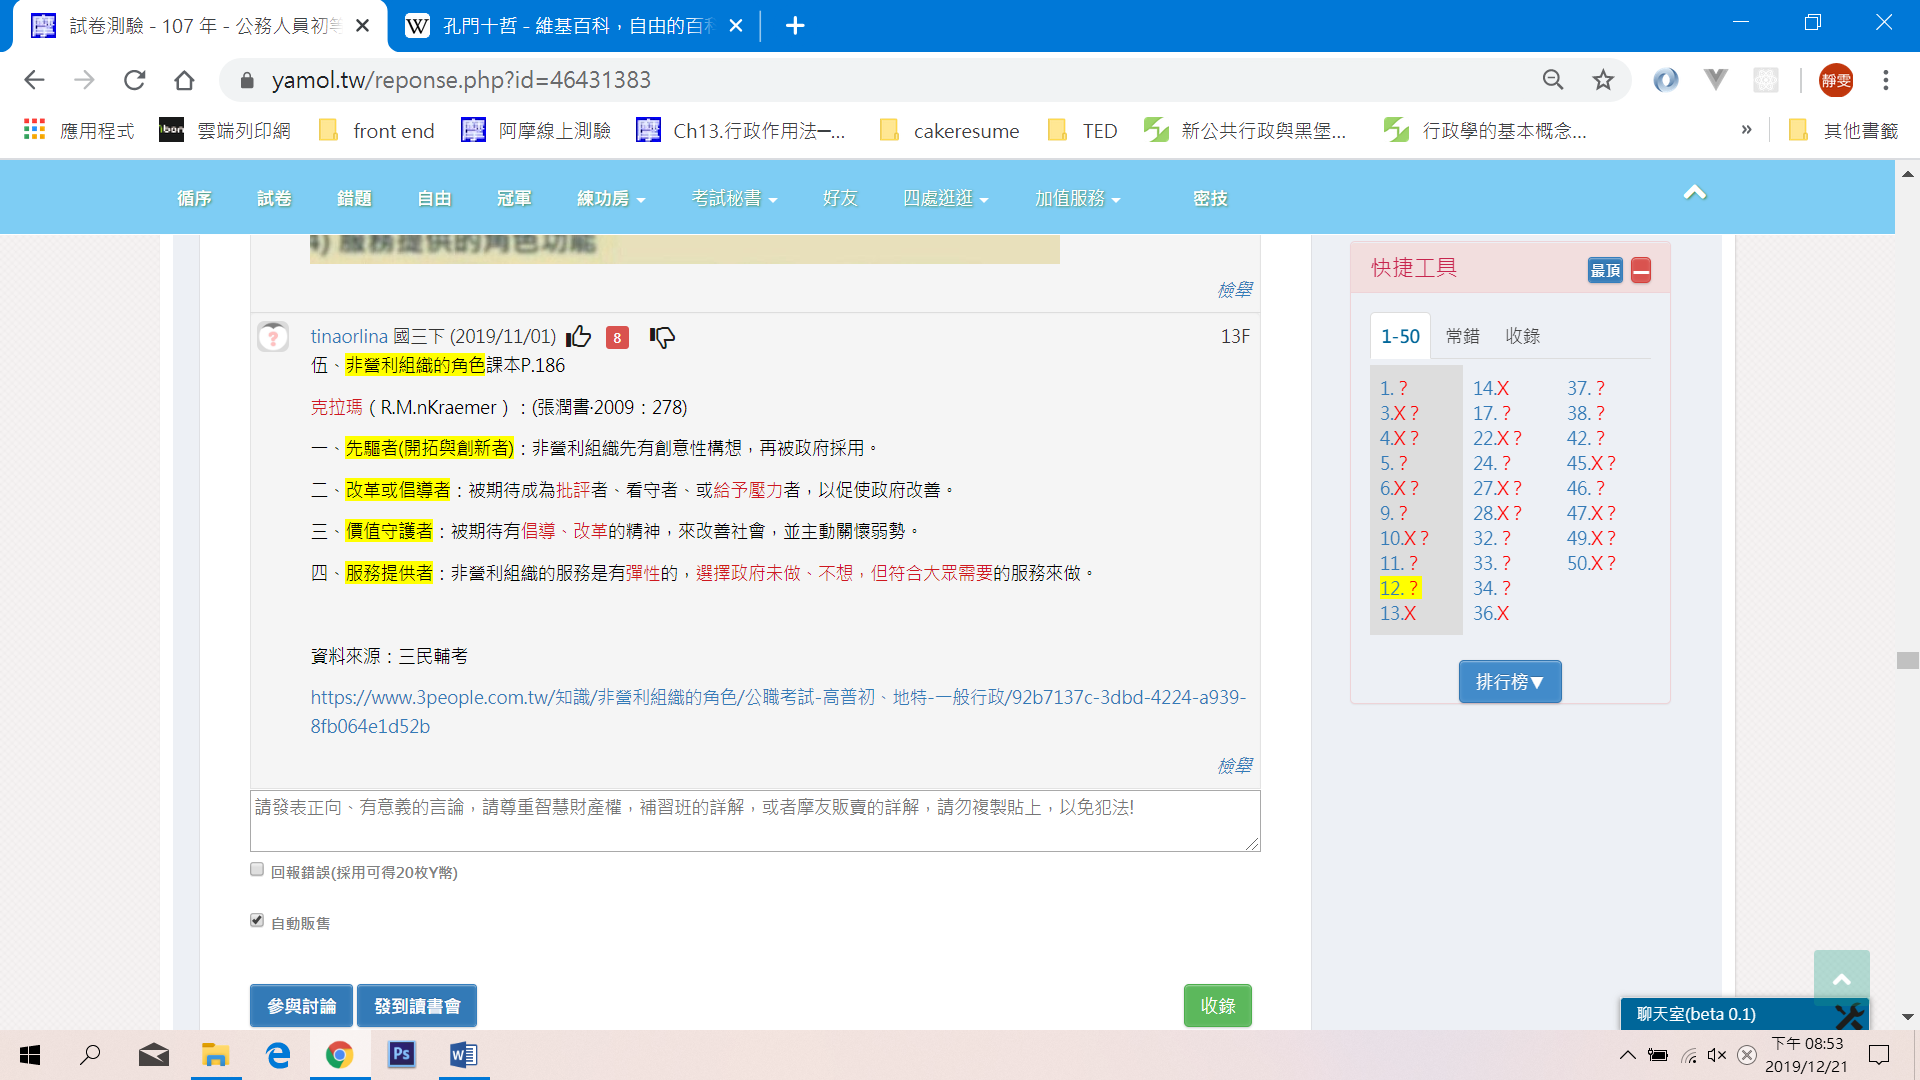 試卷測驗 - 107 年 - 公務人員初等
孔門十哲 - 維基百科，自由的百科
yamol.tw/reponse.php?id=46431383
靜雯
應用程式
ibon
雲端列印網
front end
摩
阿摩線上測驗
摩
Ch13.行政作用法─...
cakeresume
TED
新公共行政與黑堡...
行政學的基本概念...
»
其他書籤
循序
試卷
錯題
自由
冠軍
練功房
考試秘書
好友
四處逛逛
加值服務
密技
4) 服務提供的角色功能
檢舉
tinaorlina 國三下 (2019/11/01)
8
13F
伍、非營利組織的角色課本P.186
克拉瑪（R.M.nKraemer）：(張潤書‧2009：278)
一、先驅者(開拓與創新者)：非營利組織先有創意性構想，再被政府採用。
二、改革或倡導者：被期待成為批評者、看守者、或給予壓力者，以促使政府改善。
三、價值守護者：被期待有倡導、改革的精神，來改善社會，並主動關懷弱勢。
四、服務提供者：非營利組織的服務是有彈性的，選擇政府未做、不想，但符合大眾需要的服務來做。
資料來源：三民輔考
https://www.3people.com.tw/知識/非營利組織的角色/公職考試-高普初、地特-一般行政/92b7137c-3dbd-4224-a939-
8fb064e1d52b
檢舉
請發表正向、有意義的言論，請尊重智慧財產權，補習班的詳解，或者摩友販賣的詳解，請勿複製貼上，以免犯法!
回報錯誤(採用可得20枚Y幣)
自動販售
參與討論
發到讀書會
收錄
快捷工具
最頂
1-50
常錯
收錄
1. ?
3.X ?
4.X ?
5. ?
6.X ?
9. ?
10.X ?
11. ?
12. ?
13.X
14.X
17. ?
22.X ?
24. ?
27.X ?
28.X ?
32. ?
33. ?
34. ?
36.X
37. ?
38. ?
42. ?
45.X ?
46. ?
47.X ?
49.X ?
50.X ?
排行榜▼
聊天室(beta 0.1)
Ps
下午 08:53
2019/12/21